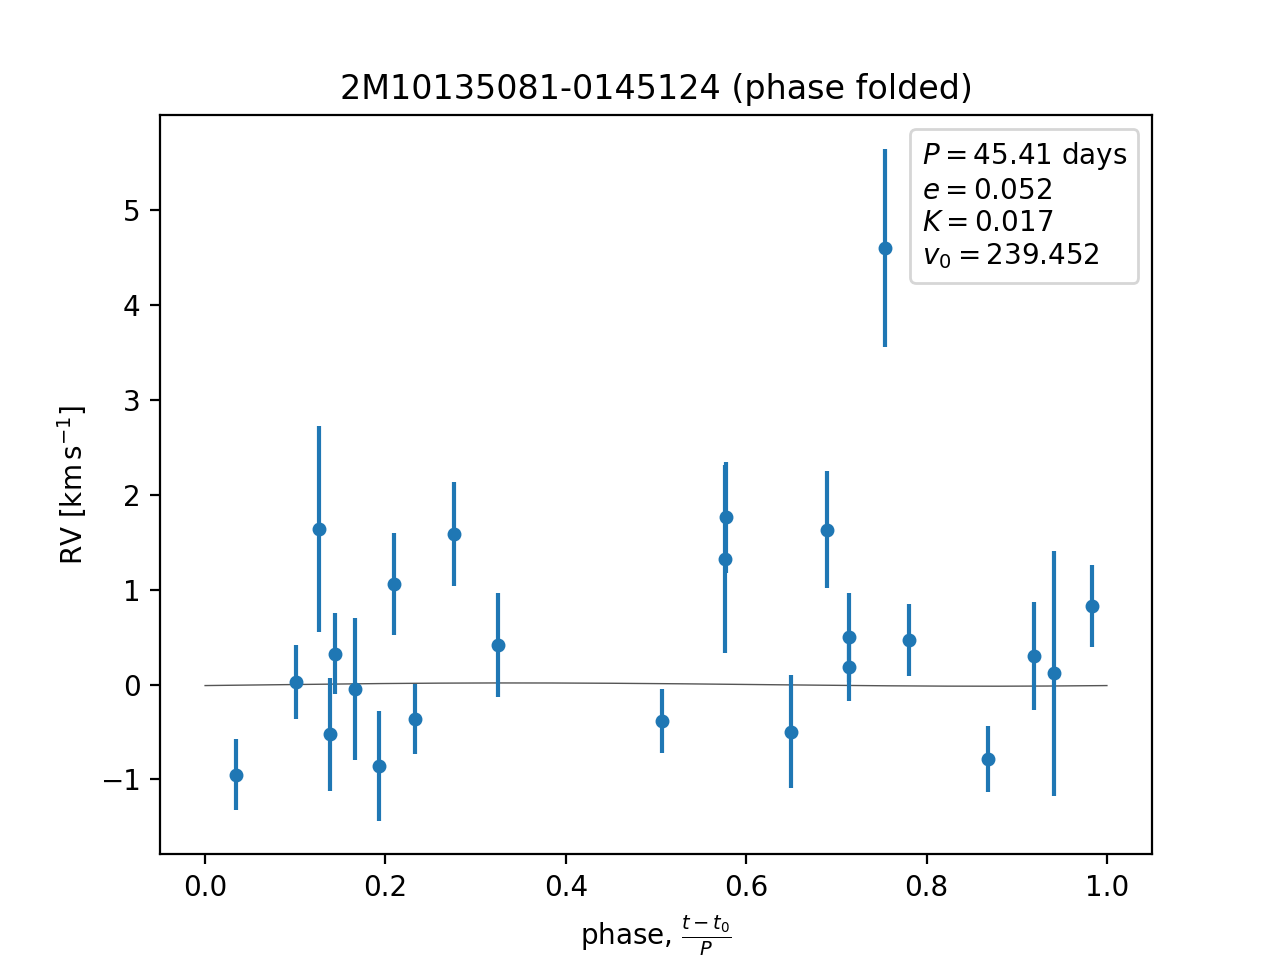 2M10135081-0145124 (phase folded)
P = 45.41 days
e = 0.052
K = 0.017
v₀ = 239.452
5
4
3
2
1
0
−1
RV [km s⁻¹]
0.0 0.2 0.4 0.6 0.8 1.0
phase, (t − t₀)/P